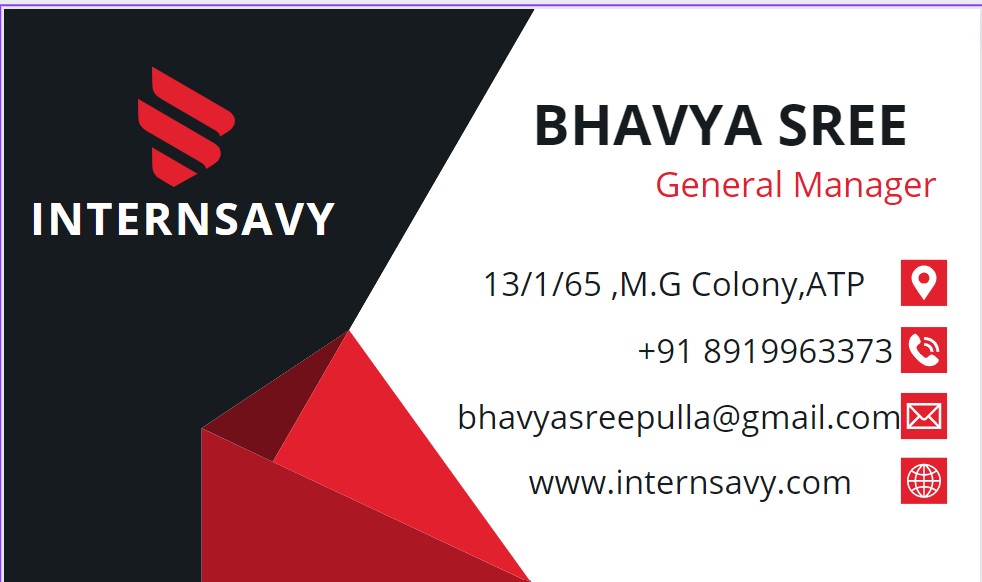 INTERNSAVY
BHAVYA SREE
General Manager
13/1/65 ,M.G Colony,ATP
+91 8919963373
bhavyasreepulla@gmail.com
www.internsavy.com